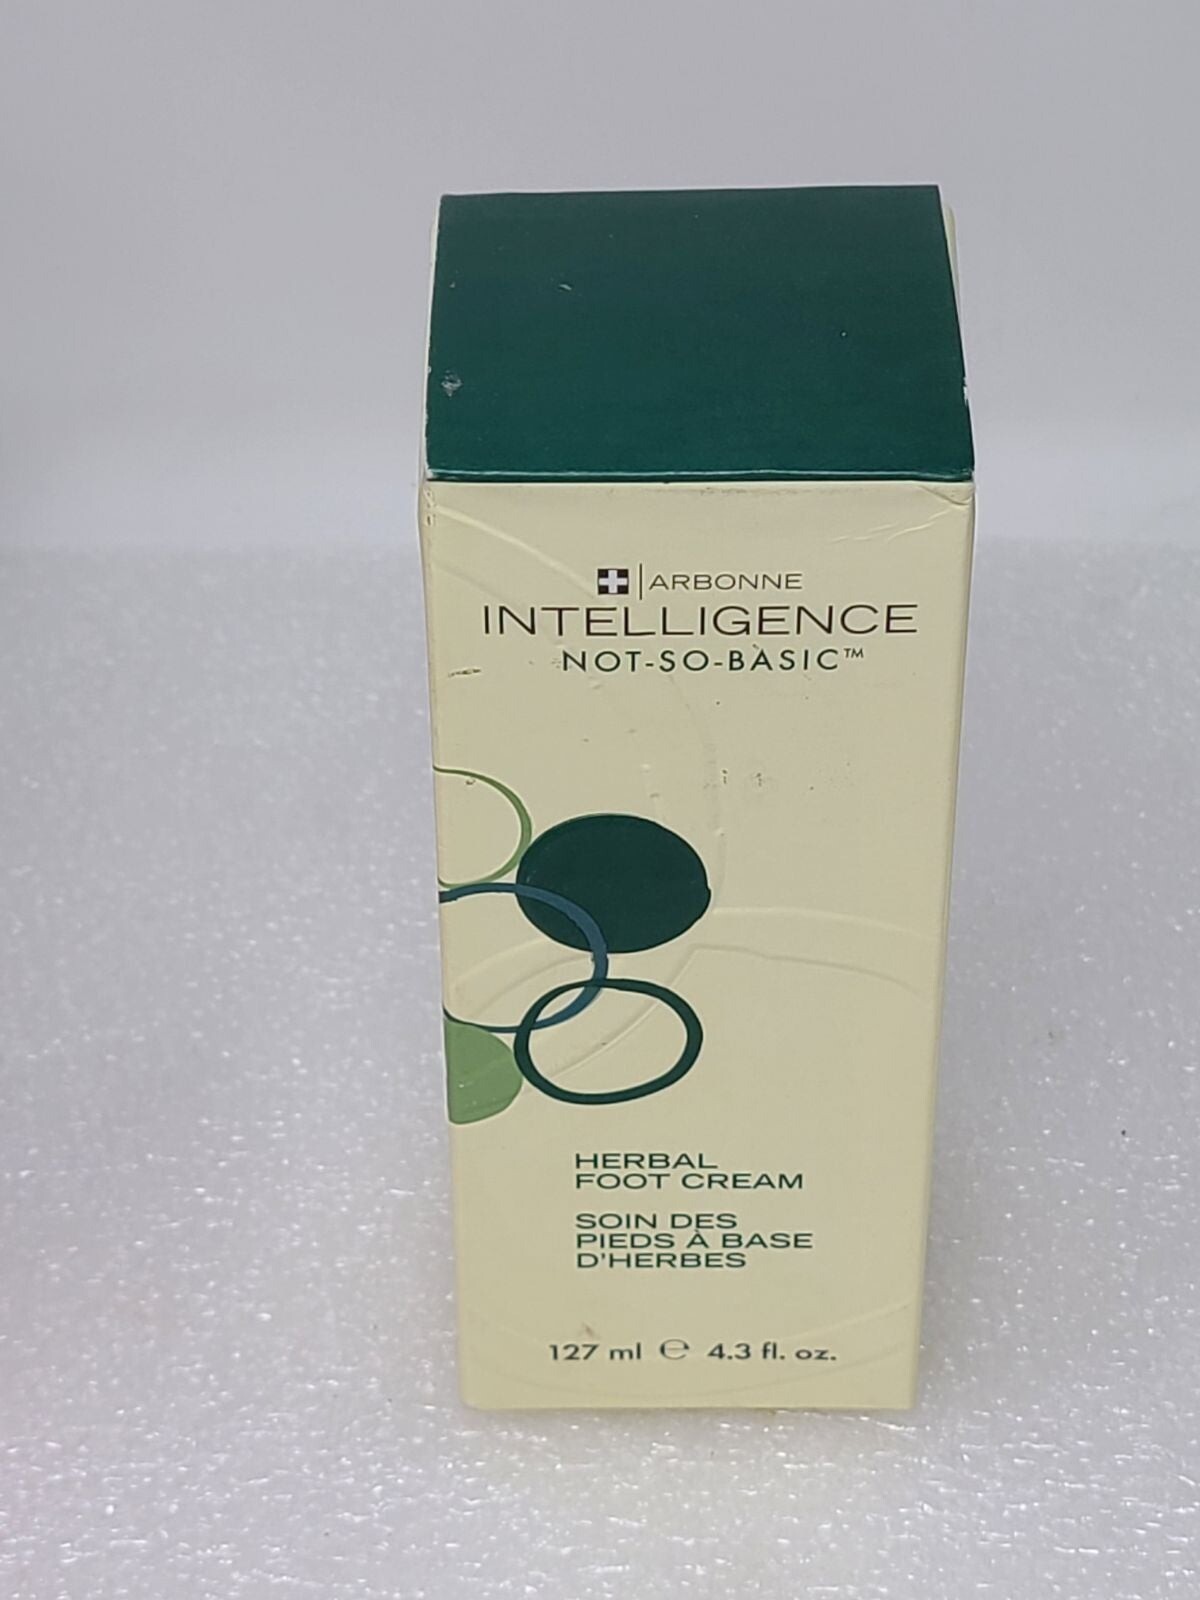 ARBONNE
INTELLIGENCE
NOT-SO-BASIC™
HERBAL
FOOT CREAM
SOIN DES
PIEDS À BASE
D'HERBES
127 ml ℮ 4.3 fl. oz.